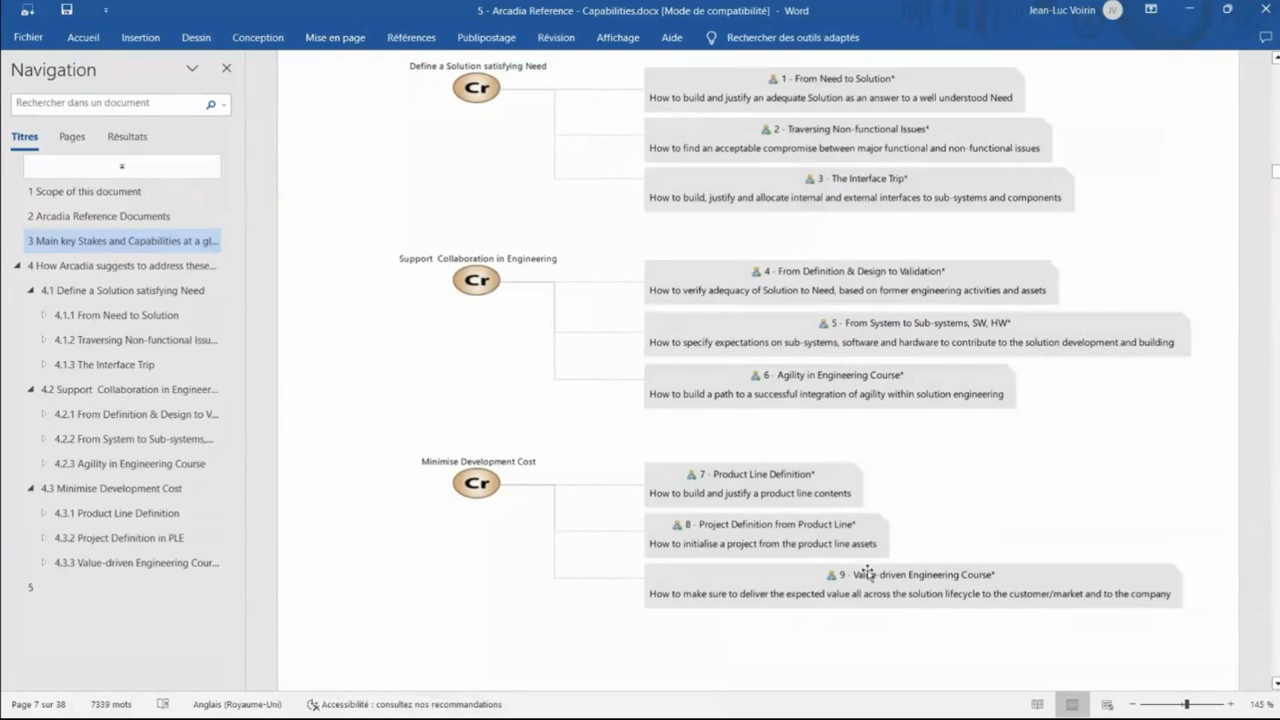 5 - Arcadia Reference - Capabilities.docx [Mode de compatibilité] - Word
Jean-Luc Voirin
JV
Fichier
Accueil
Insertion
Dessin
Conception
Mise en page
Références
Publipostage
Révision
Affichage
Aide
Rechercher des outils adaptés
Navigation
Rechercher dans un document
Titres
Pages
Résultats
1 Scope of this document
2 Arcadia Reference Documents
3 Main key Stakes and Capabilities at a gl...
4 How Arcadia suggests to address these...
4.1 Define a Solution satisfying Need
4.1.1 From Need to Solution
4.1.2 Traversing Non-functional Issu...
4.1.3 The Interface Trip
4.2 Support  Collaboration in Engineer...
4.2.1 From Definition & Design to V...
4.2.2 From System to Sub-systems,...
4.2.3 Agility in Engineering Course
4.3 Minimise Development Cost
4.3.1 Product Line Definition
4.3.2 Project Definition in PLE
4.3.3 Value-driven Engineering Cour...
5
Define a Solution satisfying Need
Cr
1 - From Need to Solution*
How to build and justify an adequate Solution as an answer to a well understood Need
2 - Traversing Non-functional Issues*
How to find an acceptable compromise between major functional and non-functional issues
3 - The Interface Trip*
How to build, justify and allocate internal and external interfaces to sub-systems and components
Support  Collaboration in Engineering
Cr
4 - From Definition & Design to Validation*
How to verify adequacy of Solution to Need, based on former engineering activities and assets
5 - From System to Sub-systems, SW, HW*
How to specify expectations on sub-systems, software and hardware to contribute to the solution development and building
6 - Agility in Engineering Course*
How to build a path to a successful integration of agility within solution engineering
Minimise Development Cost
Cr
7 - Product Line Definition*
How to build and justify a product line contents
8 - Project Definition from Product Line*
How to initialise a project from the product line assets
9 - Value-driven Engineering Course*
How to make sure to deliver the expected value all across the solution lifecycle to the customer/market and to the company
Page 7 sur 38
7339 mots
Anglais (Royaume-Uni)
Accessibilité : consultez nos recommandations
145 %